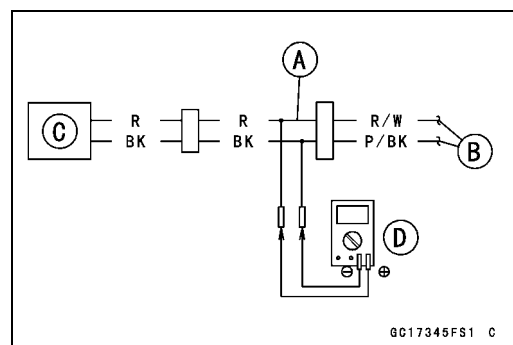 A
R R R/W
C
BK BK P/BK
B
D
⊖ ⊕
GC17345FS1 C